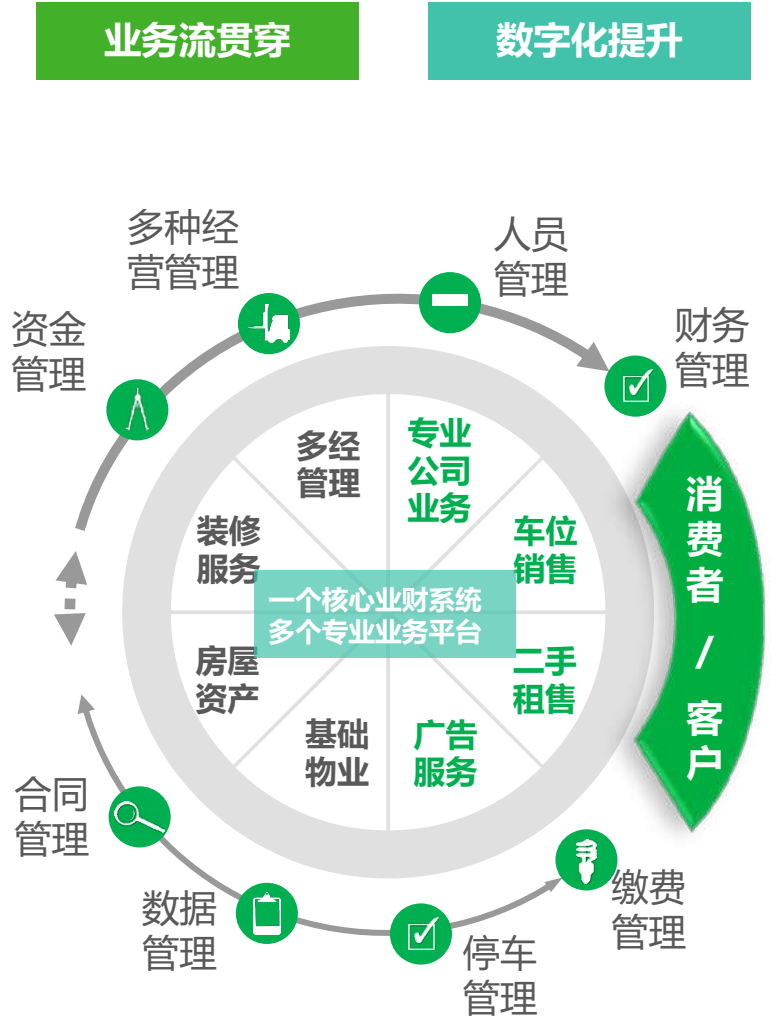 业务流贯穿
数字化提升
多种经
营管理
人员
管理
资金
管理
财务
管理
多经
管理
专业
公司
业务
装修
服务
车位
销售
一个核心业财系统
多个专业业务平台
房屋
资产
二手
租售
基础
物业
广告
服务
消
费
者
/
客
户
合同
管理
数据
管理
停车
管理
缴费
管理